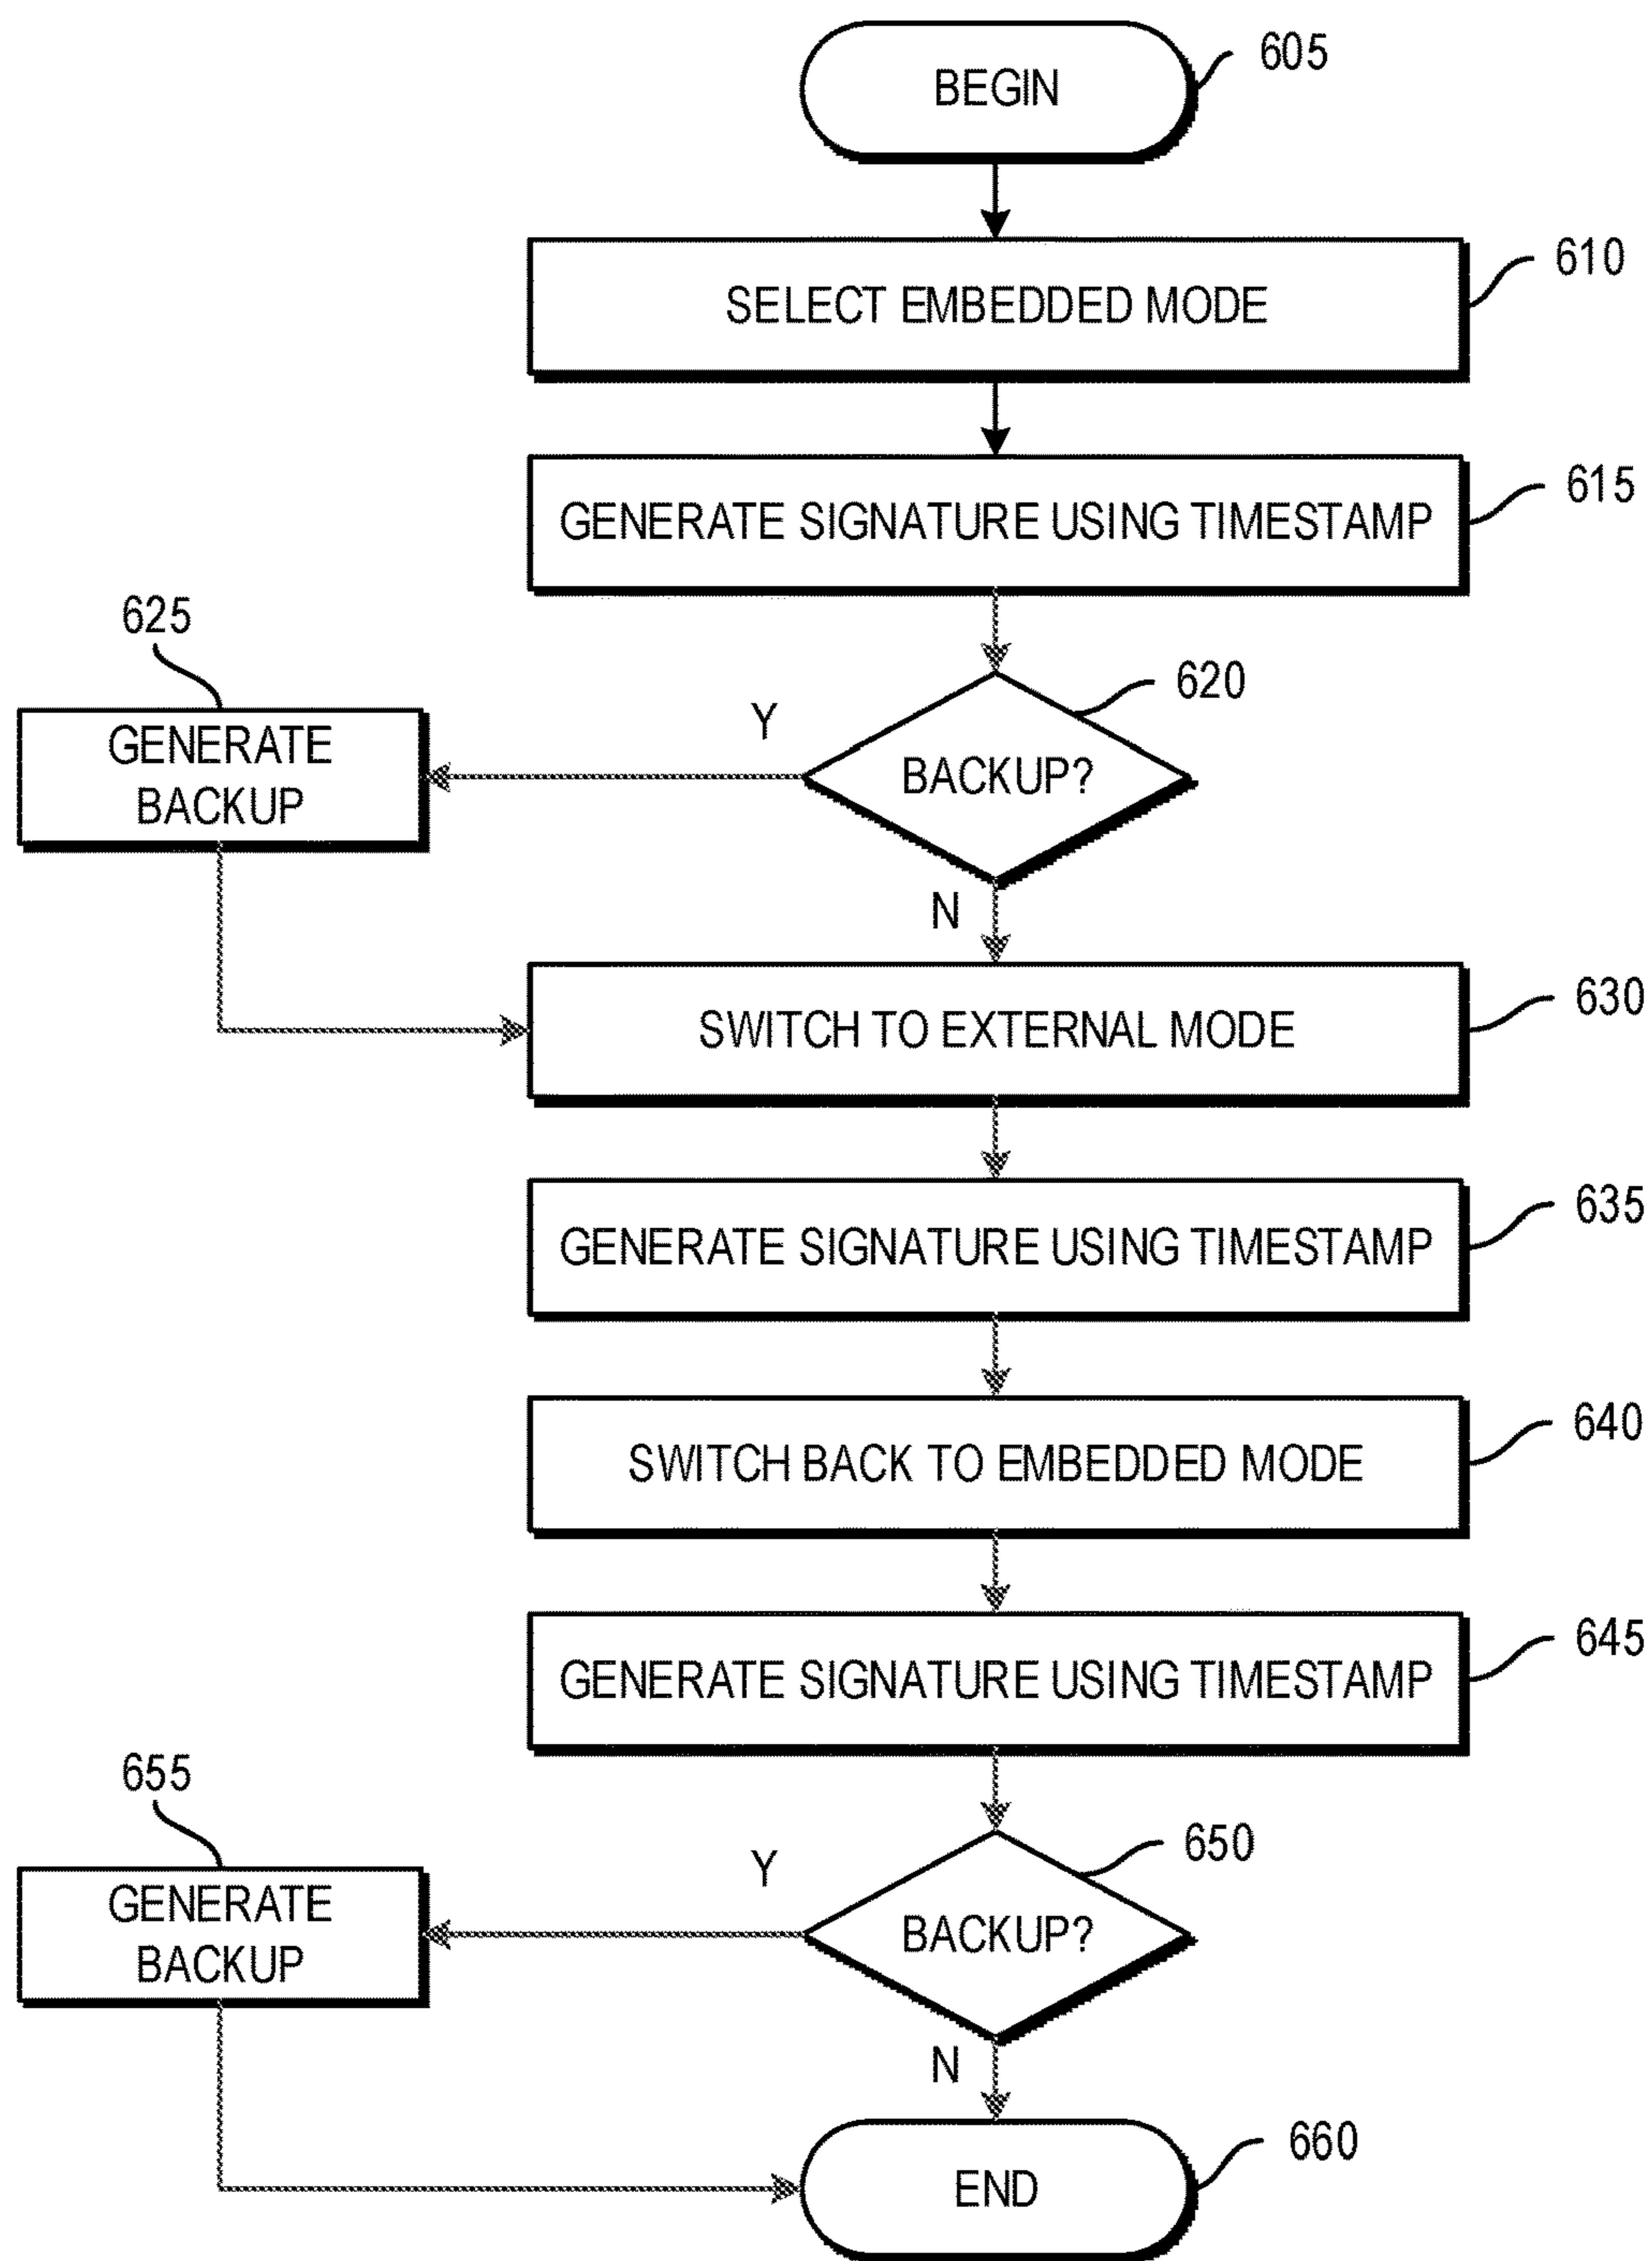 BEGIN
605
SELECT EMBEDDED MODE
610
GENERATE SIGNATURE USING TIMESTAMP
615
BACKUP?
620
Y
N
625
GENERATE
BACKUP
SWITCH TO EXTERNAL MODE
630
GENERATE SIGNATURE USING TIMESTAMP
635
SWITCH BACK TO EMBEDDED MODE
640
GENERATE SIGNATURE USING TIMESTAMP
645
BACKUP?
650
Y
N
655
GENERATE
BACKUP
END
660